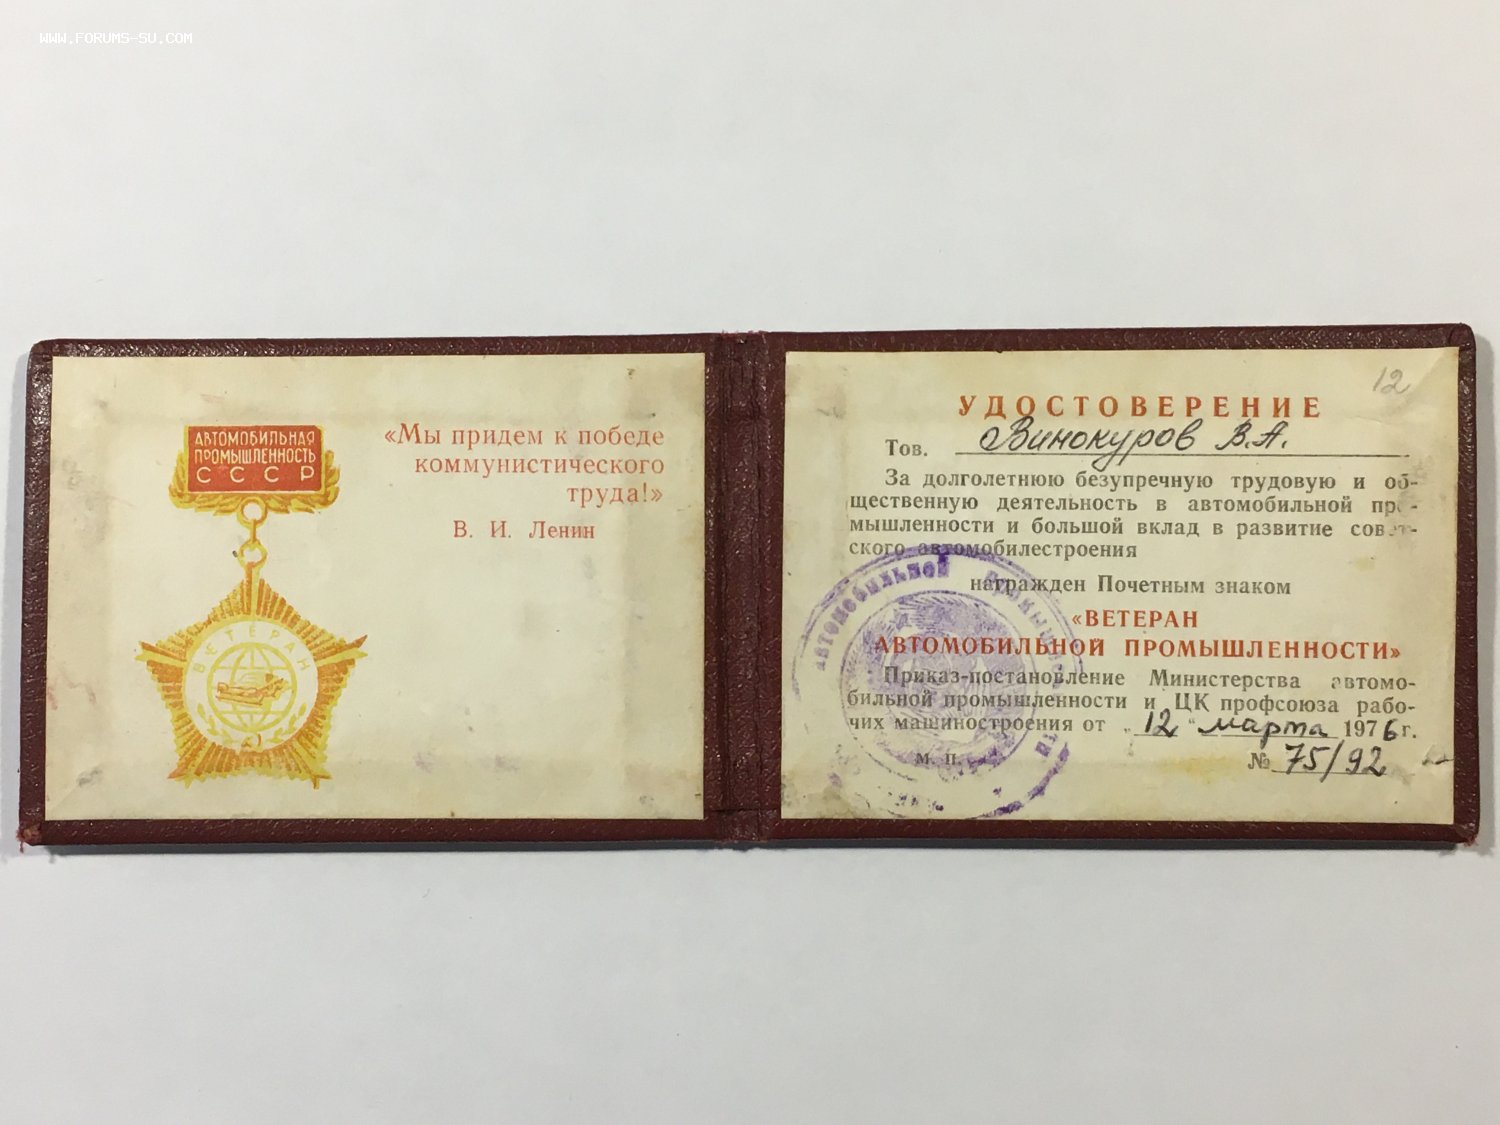 WWW.FORUMS-SU.COM
АВТОМОБИЛЬНАЯ
ПРОМЫШЛЕННОСТЬ
СССР
ВЕТЕРАН
«Мы придем к победе
коммунистического
труда!»
В. И. Ленин
12
УДОСТОВЕРЕНИЕ
Тов. Винокуров В.А.
За долголетнюю безупречную трудовую и об-
щественную деятельность в автомобильной про-
мышленности и большой вклад в развитие совет-
ского автомобилестроения
награжден Почетным знаком
«ВЕТЕРАН
АВТОМОБИЛЬНОЙ ПРОМЫШЛЕННОСТИ»
Приказ-постановление Министерства автомо-
бильной промышленности и ЦК профсоюза рабо-
чих машиностроения от „12" марта 1976 г.
М. П.
№ 75/92
автомобильной промышленности